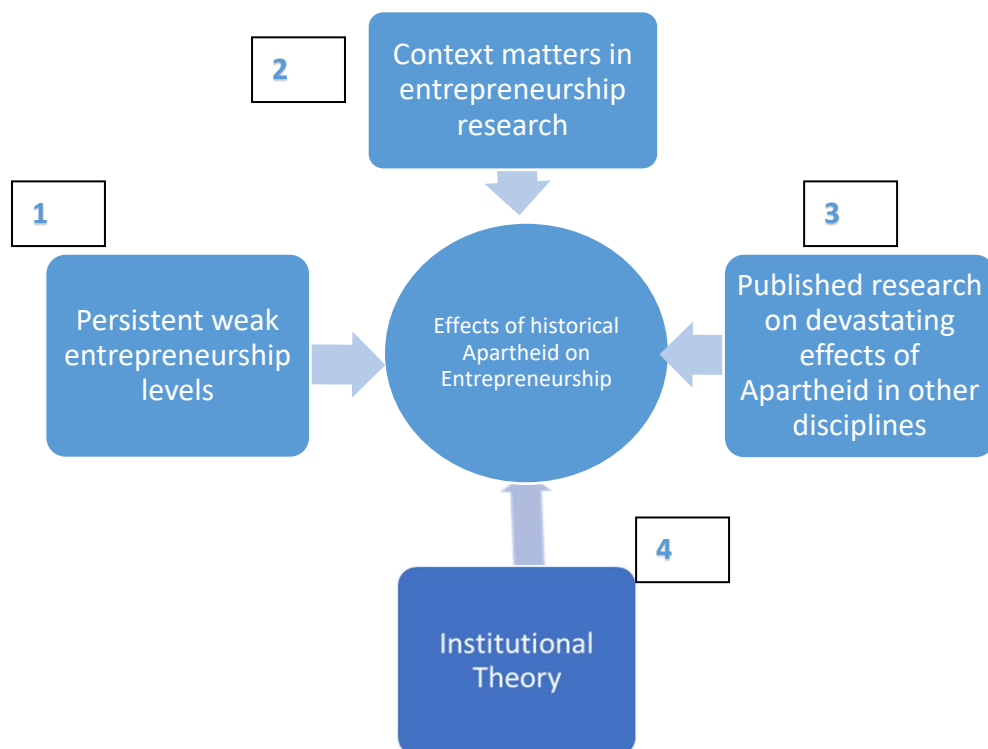 2
Context matters in
entrepreneurship
research
1
Persistent weak
entrepreneurship
levels
Effects of historical
Apartheid on
Entrepreneurship
3
Published research
on devastating
effects of
Apartheid in other
disciplines
4
Institutional
Theory